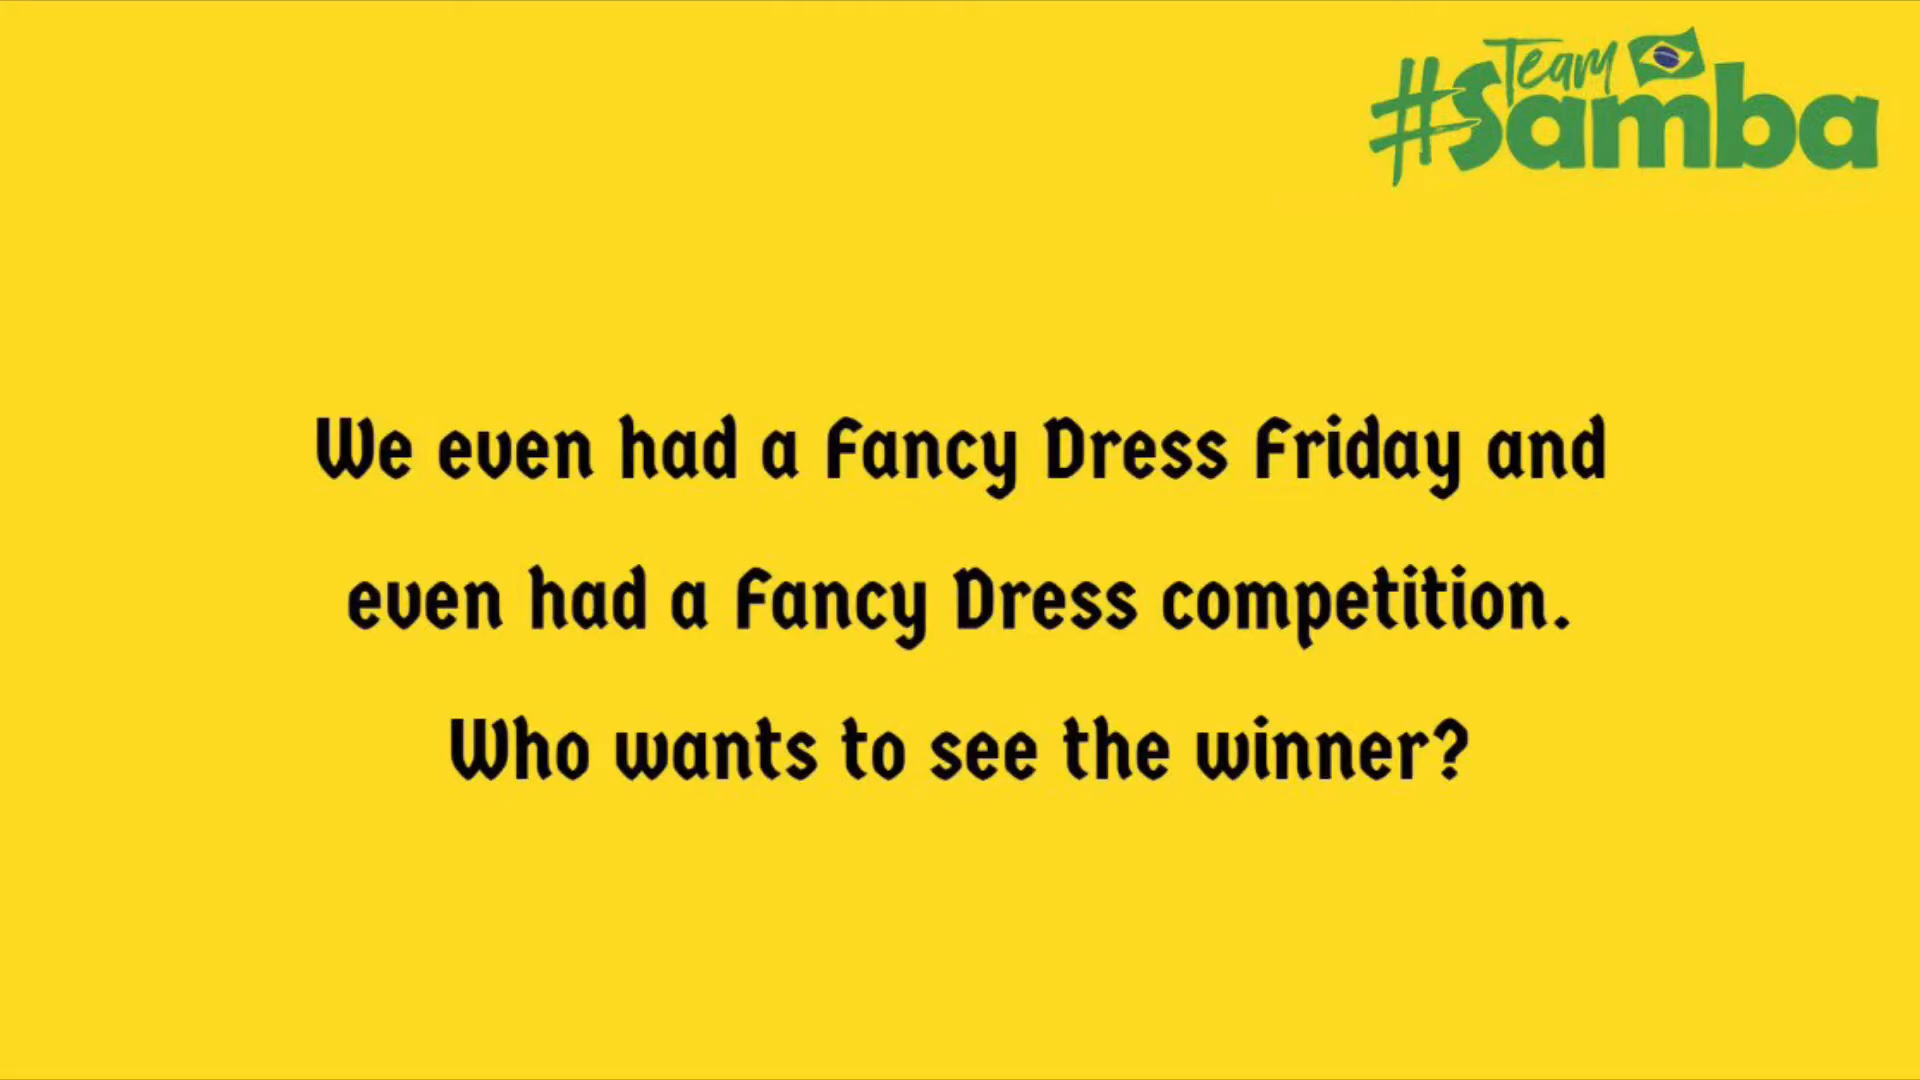 #Team
Samba
We even had a Fancy Dress Friday and
even had a Fancy Dress competition.
Who wants to see the winner?